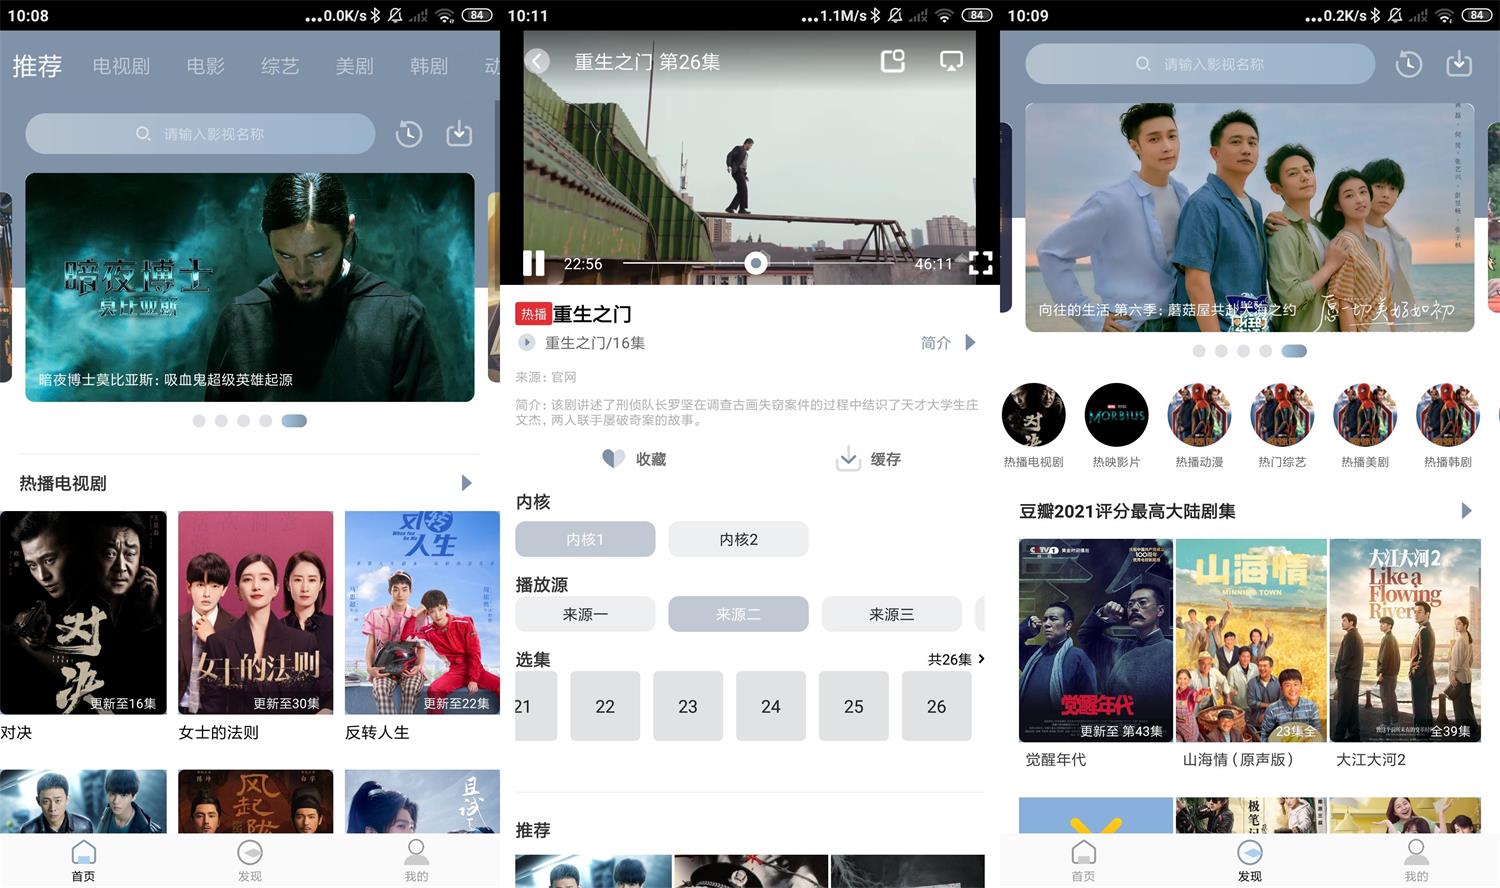 10:08
...0.0K/s
84
推荐 电视剧 电影 综艺 美剧 韩剧
请输入影视名称
暗夜博士
莫比亚斯
暗夜博士莫比亚斯：吸血鬼超级英雄起源
热播电视剧
对决
更新至16集
女士的法则
更新至30集
反转人生
When You Be Me
更新至22集
对决
女士的法则
反转人生
风起陇
且试
首页
发现
我的
10:11
...1.1M/s
84
重生之门 第26集
22:56
46:11
热播
重生之门
重生之门/16集
简介
来源：官网
简介：该剧讲述了刑侦队长罗坚在调查古画失窃案件的过程中结识了天才大学生庄
文杰，两人联手屡破奇案的故事。
收藏
缓存
内核
内核1
内核2
播放源
来源一
来源二
来源三
选集
共26集
21
22
23
24
25
26
推荐
10:09
...0.2K/s
84
请输入影视名称
向往的生活 第六季：蘑菇屋共赴大海之约
愿一切美好如初
对决
MORBIUS
热播电视剧
热映影片
热播动漫
热门综艺
热播美剧
热播韩剧
豆瓣2021评分最高大陆剧集
CCTV1
觉醒年代
更新至 第43集
山海情
MINNING TOWN
23集全
大江大河2
Like a
Flowing
River
全39集
觉醒年代
山海情（原声版）
大江大河2
极
笔
记
首页
发现
我的